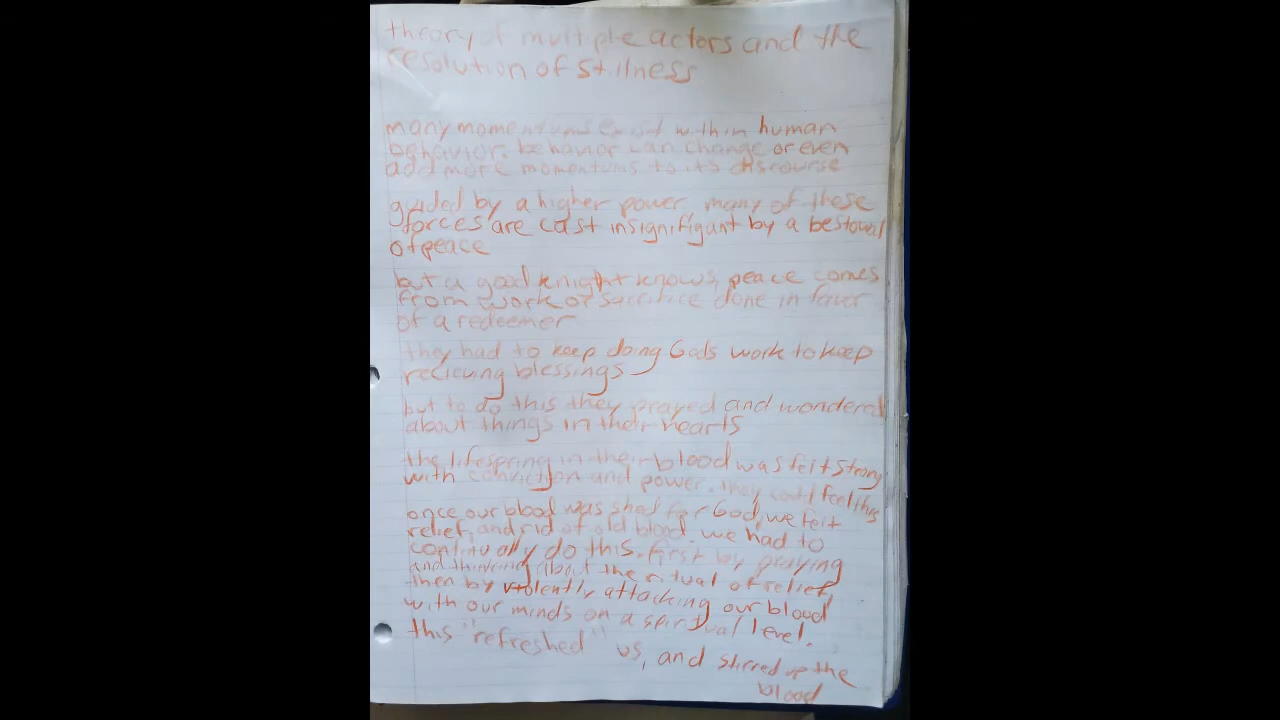 theory of multiple actors and the
resolution of stillness
many momentums exist within human
behavior. behavior can change or even
add more momentums to its discourse
guided by a higher power many of these
forces are cast insignifigant by a bestowal
of peace
but a good knight knows, peace comes
from work or sacrifice done in favor
of a redeemer
they had to keep doing Gods work to keep
recieving blessings
but to do this they prayed and wondered
about things in their hearts
the lifespring in their blood was felt strong
with conviction and power. they could feel this
once our blood was shed for God, we felt
relief, and rid of old blood. we had to
continually do this. first by praying
and thinking about the ritual of relief,
then by violently attacking our blood
with our minds on a spiritual level.
this "refreshed" us, and stirred up the
blood